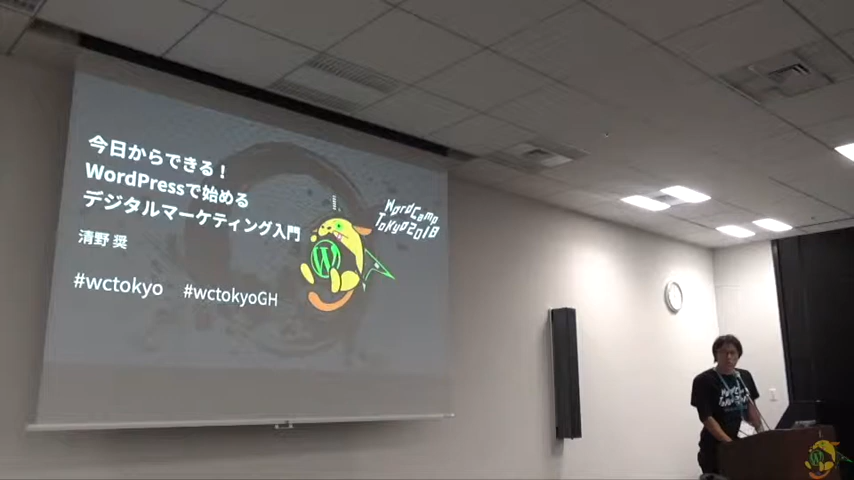 今日からできる！
WordPressで始める
デジタルマーケティング入門
清野 奨
#wctokyo #wctokyoGH
WordCamp
Tokyo2018